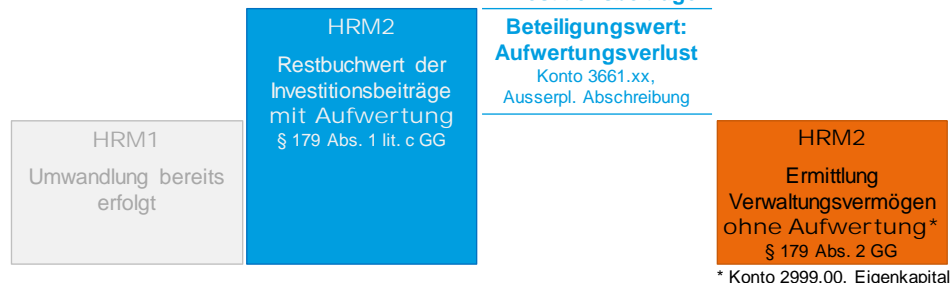 Beteiligungswert:
Aufwertungsverlust
Konto 3661.xx,
Ausserpl. Abschreibung
HRM2
Restbuchwert der
Investitionsbeiträge
mit Aufwertung
§ 179 Abs. 1 lit. c GG
HRM1
Umwandlung bereits
erfolgt
HRM2
Ermittlung
Verwaltungsvermögen
ohne Aufwertung*
§ 179 Abs. 2 GG
* Konto 2999.00, Eigenkapital